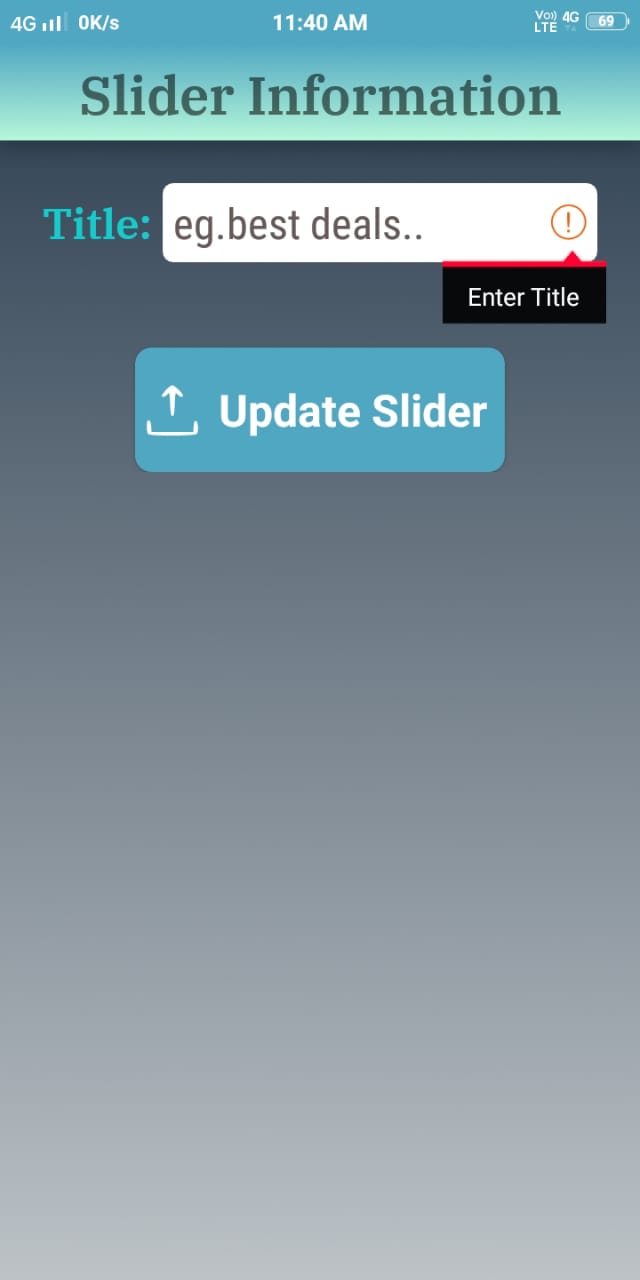 4G 0K/s 11:40 AM Vo)) LTE 4G 69
Slider Information
Title: eg.best deals..
Enter Title
Update Slider